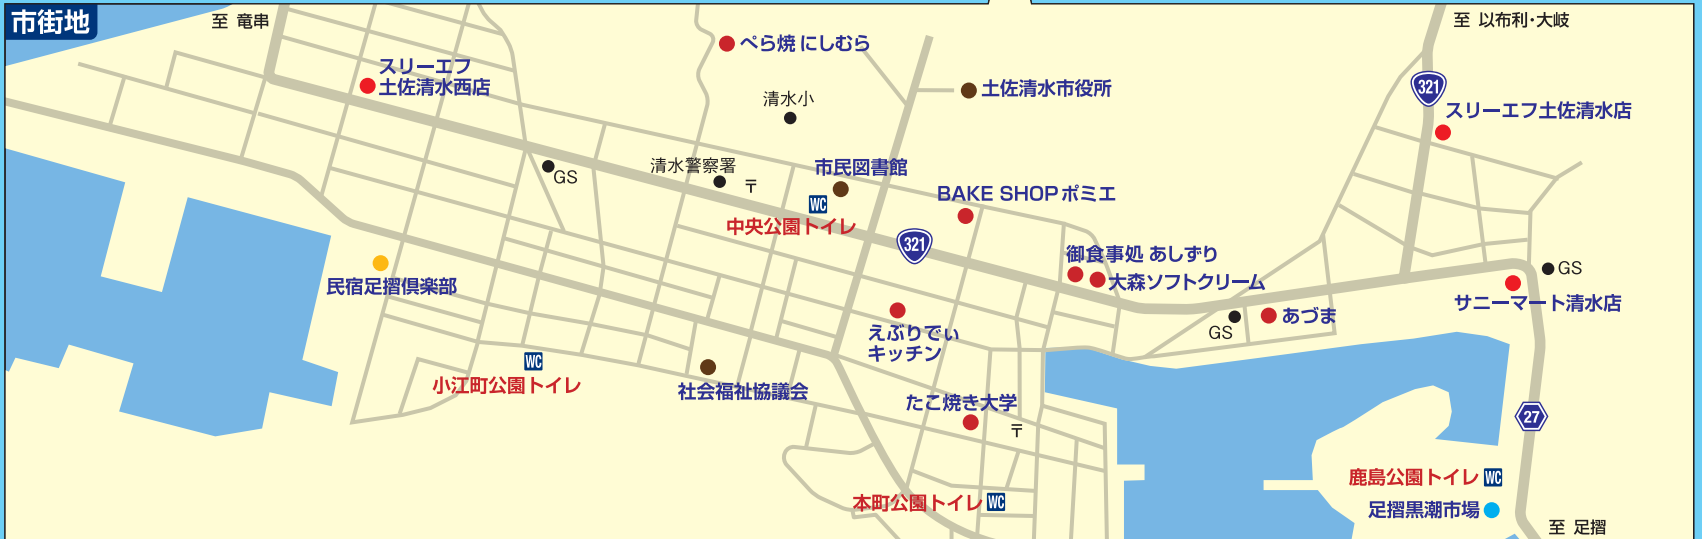 市街地
至 竜串
至 以布利・大岐
ぺら焼 にしむら
スリーエフ
土佐清水西店
土佐清水市役所
321
清水小
スリーエフ土佐清水店
清水警察署
〒
市民図書館
GS
BAKE SHOPポミエ
WC
中央公園トイレ
321
御食事処 あしずり
大森ソフトクリーム
GS
民宿足摺倶楽部
サニーマート清水店
えぶりでぃ
キッチン
GS
あづま
WC
小江町公園トイレ
社会福祉協議会
たこ焼き大学
〒
27
鹿島公園トイレ WC
本町公園トイレ WC
足摺黒潮市場
至 足摺